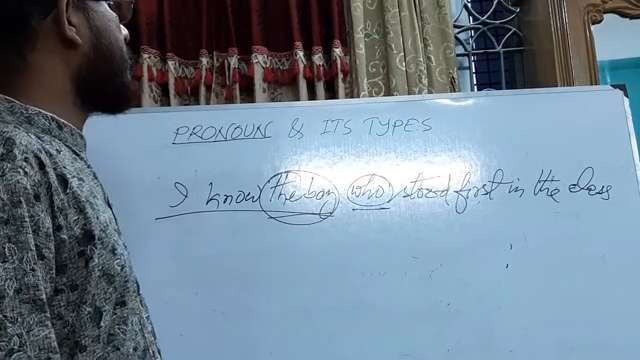 PRONOUN & ITS TYPES
I know the boy who stood first in the class